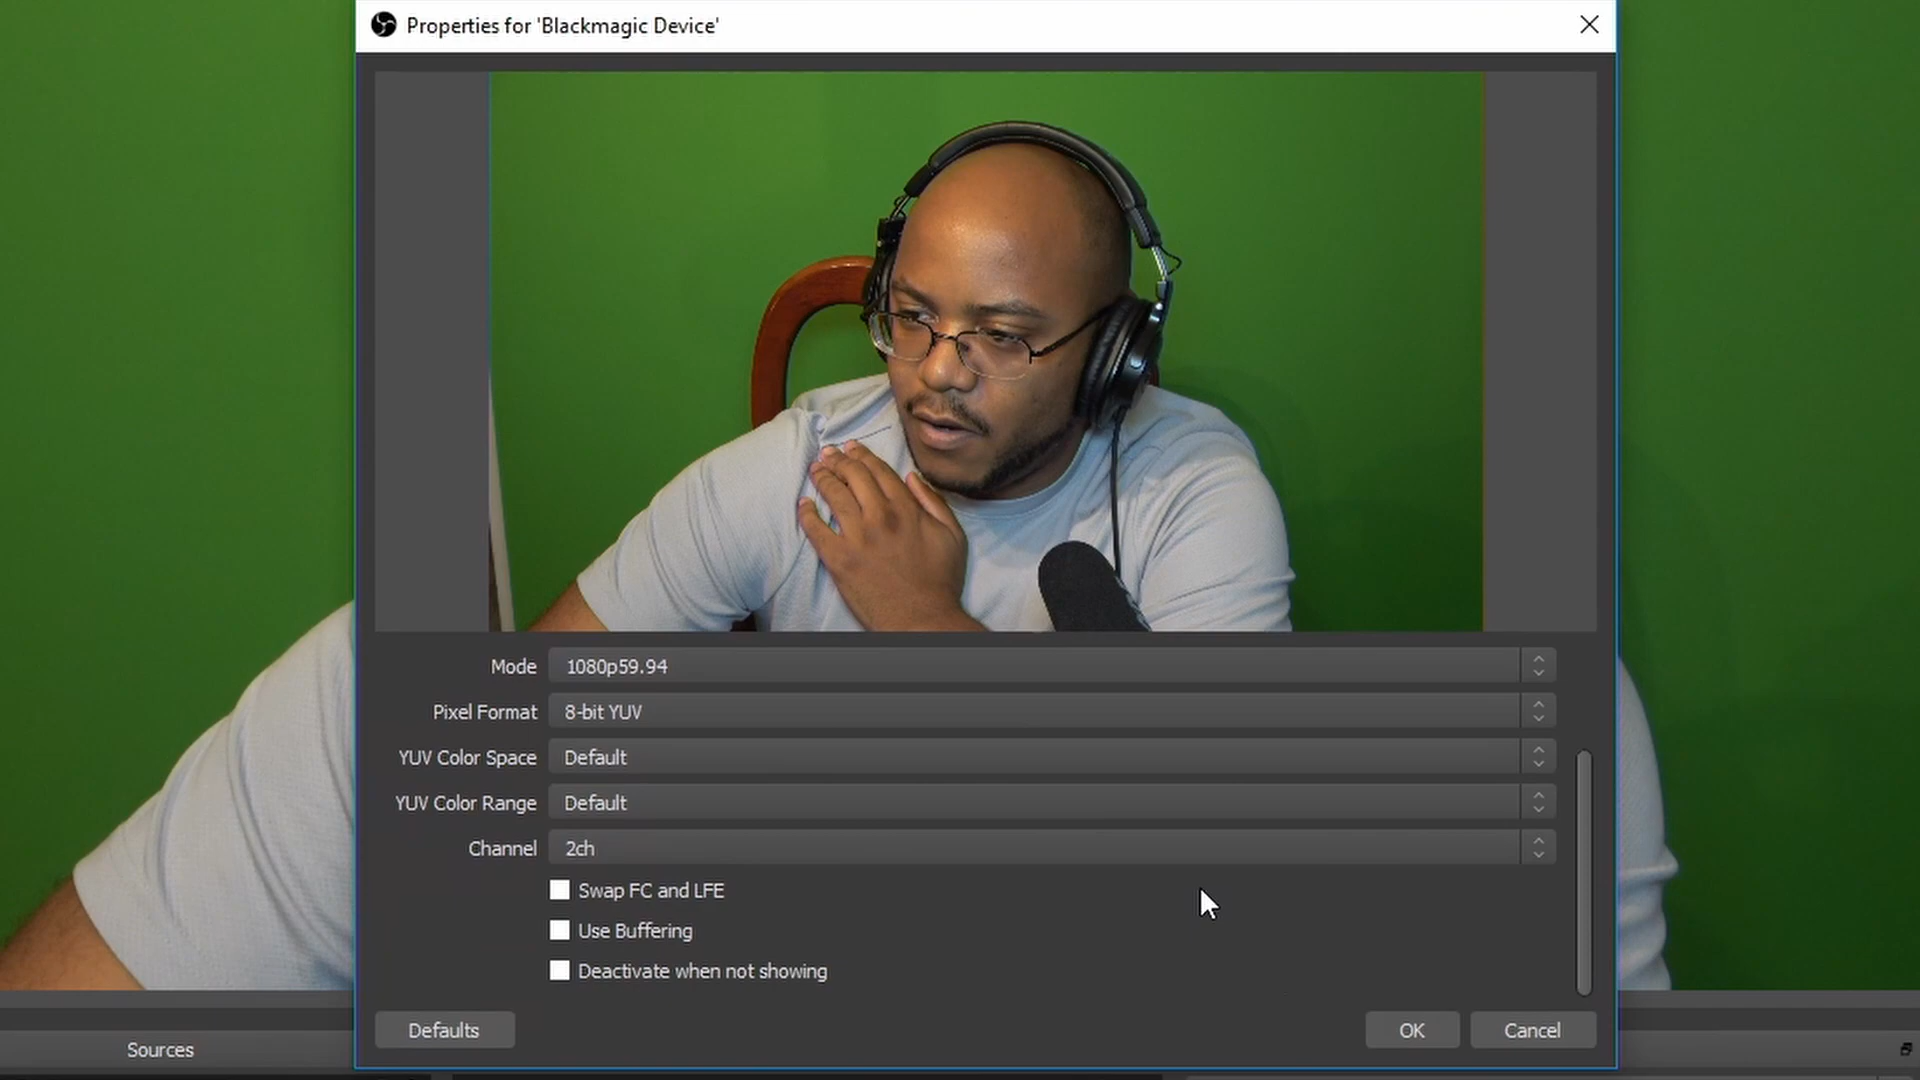 Properties for 'Blackmagic Device'
Mode 1080p59.94
Pixel Format 8-bit YUV
YUV Color Space Default
YUV Color Range Default
Channel 2ch
Swap FC and LFE
Use Buffering
Deactivate when not showing
Defaults OK Cancel
Sources